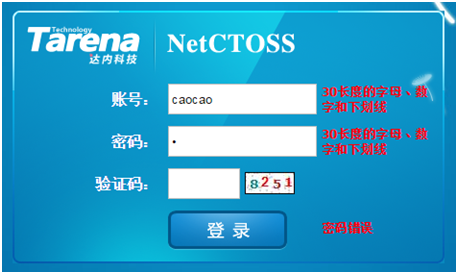 Technology
Tarena
达内科技
NetCTOSS
账号：
caocao
30长度的字母、数
字和下划线
密码：
•
30长度的字母、数
字和下划线
验证码：
8251
登 录
密码错误